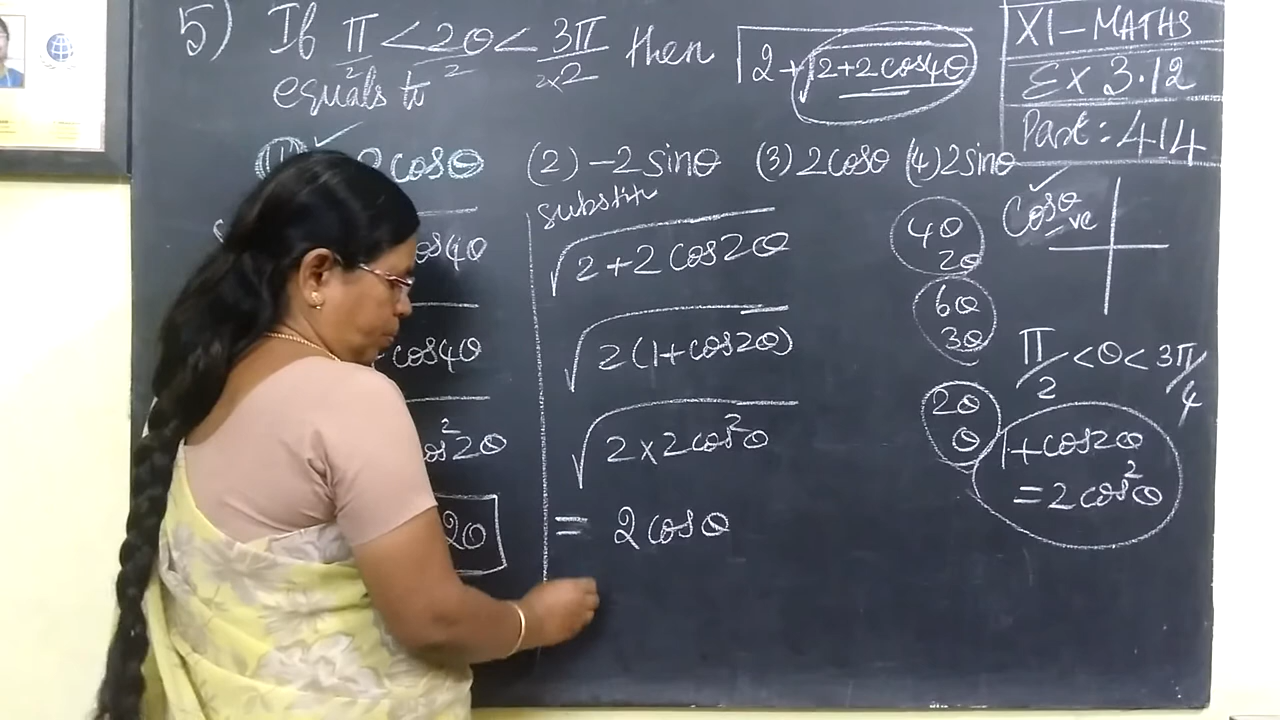 5) If π/2 < 2θ/2 < 3π/2×2 then √2+√2+2cos4θ
equals to
(1) -2cosθ (2) -2sinθ (3) 2cosθ (4) 2sinθ
cos4θ
cos4θ
cos²2θ
2θ
substitu
√2+2cos2θ
√2(1+cos2θ)
√2×2cos²θ
= 2cosθ
4θ
2θ
6θ
3θ
2θ
θ
Cosθ
-ve
π/2 < θ < 3π/4
1+cos2θ
= 2cos²θ
XI-MATHS
Ex 3.12
Part: 414